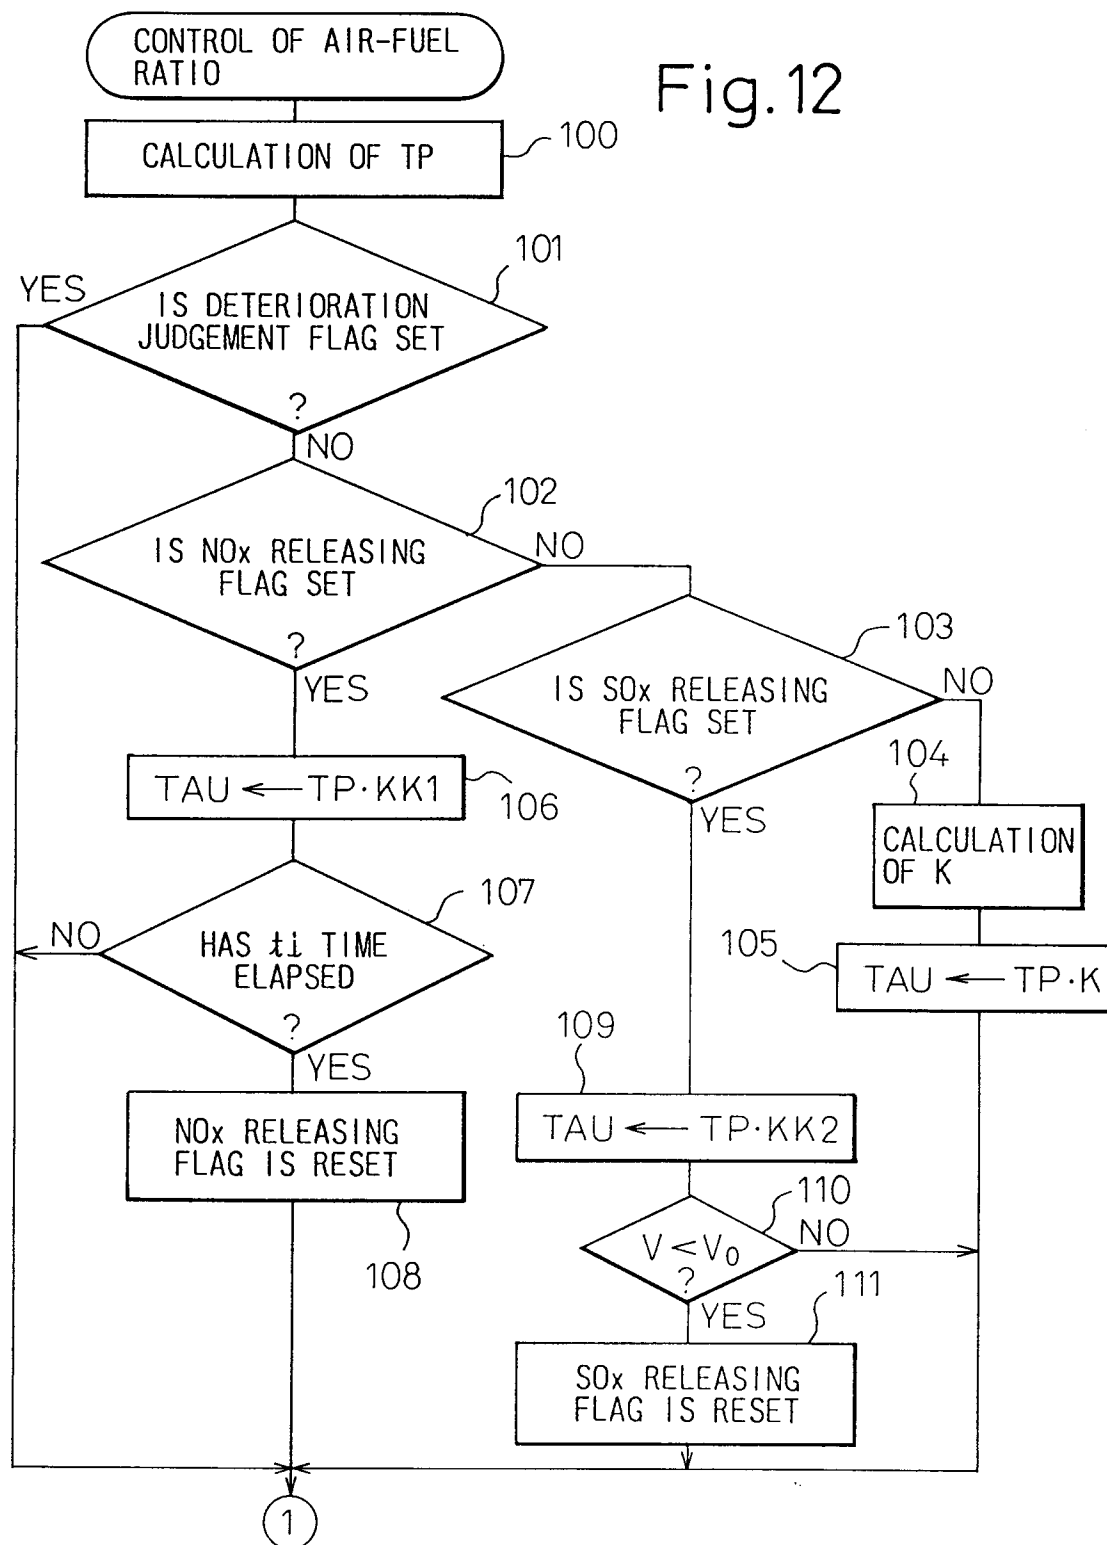 CONTROL OF AIR-FUEL
RATIO
Fig.12
CALCULATION OF TP
100
101
YES
IS DETERIORATION
JUDGEMENT FLAG SET
?
NO
102
IS NOx RELEASING
FLAG SET
?
NO
YES
103
IS SOx RELEASING
FLAG SET
?
NO
YES
104
CALCULATION
OF K
TAU ← TP·KK1
106
107
NO
HAS ti TIME
ELAPSED
?
YES
105
TAU ← TP·K
109
TAU ← TP·KK2
NOx RELEASING
FLAG IS RESET
108
110
V < V₀
?
NO
YES
111
SOx RELEASING
FLAG IS RESET
1